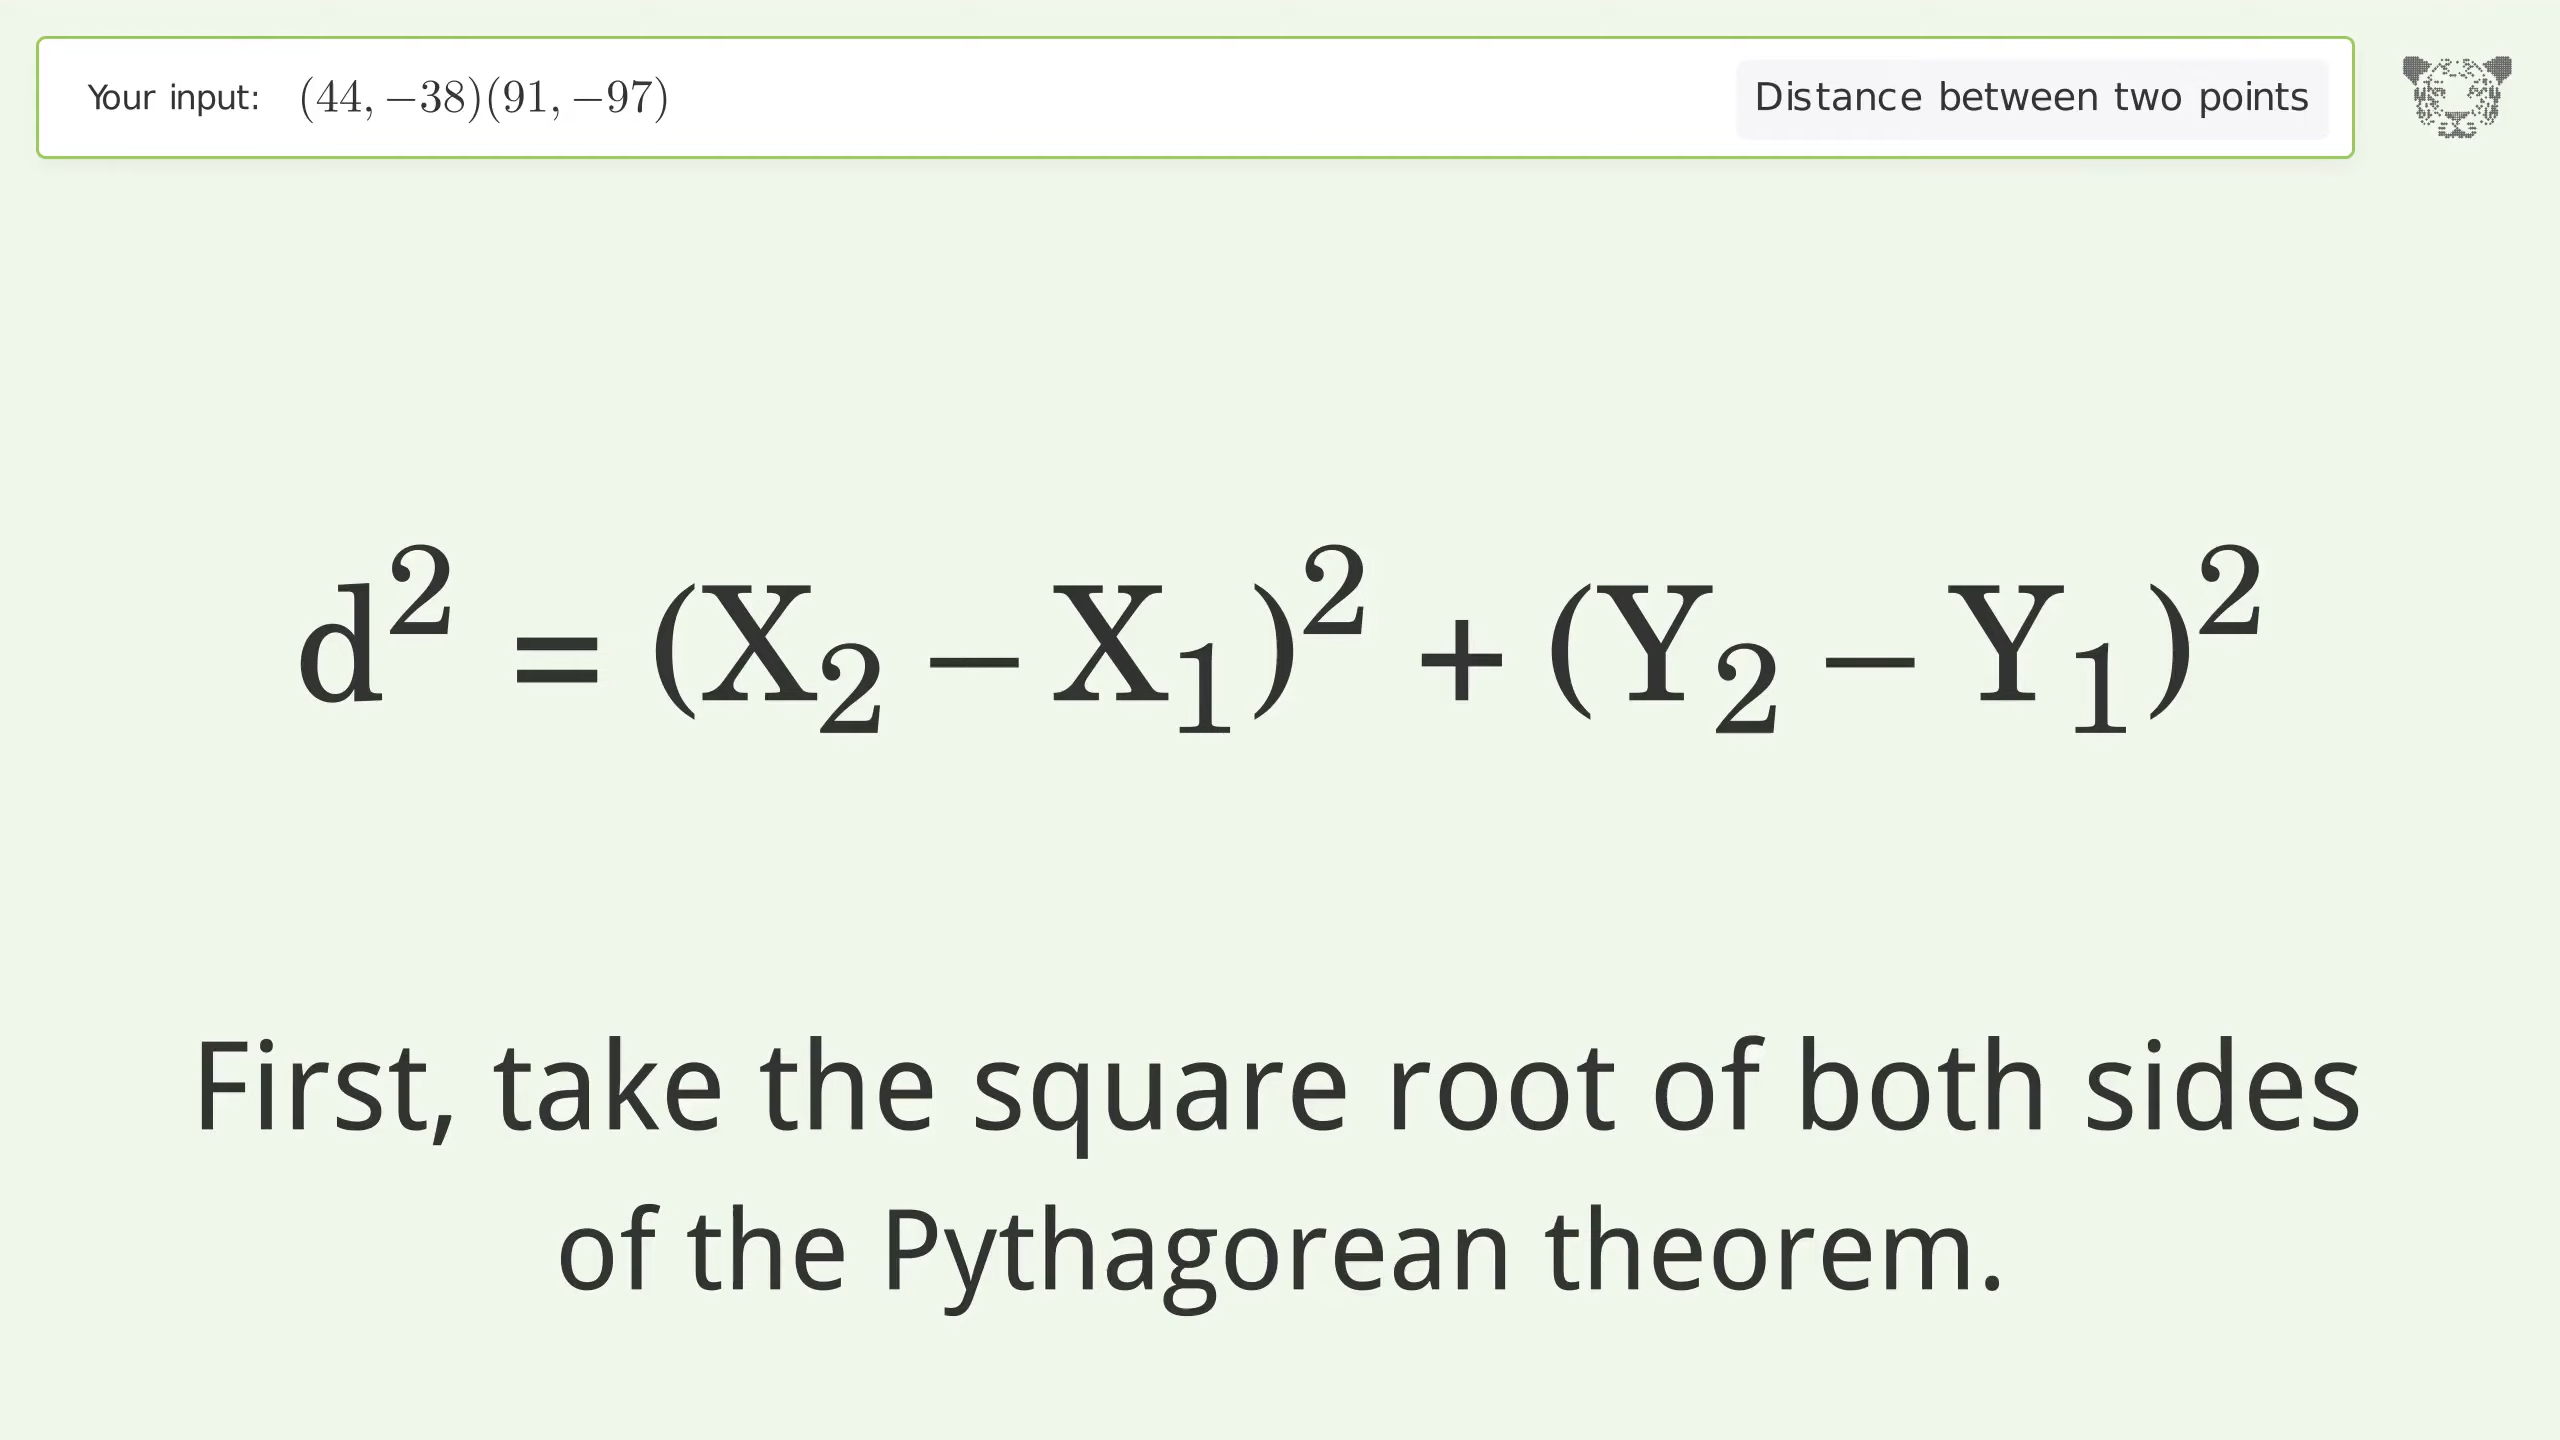 Your input: (44, −38)(91, −97)
Distance between two points
d² = (X₂ − X₁)² + (Y₂ − Y₁)²
First, take the square root of both sides
of the Pythagorean theorem.